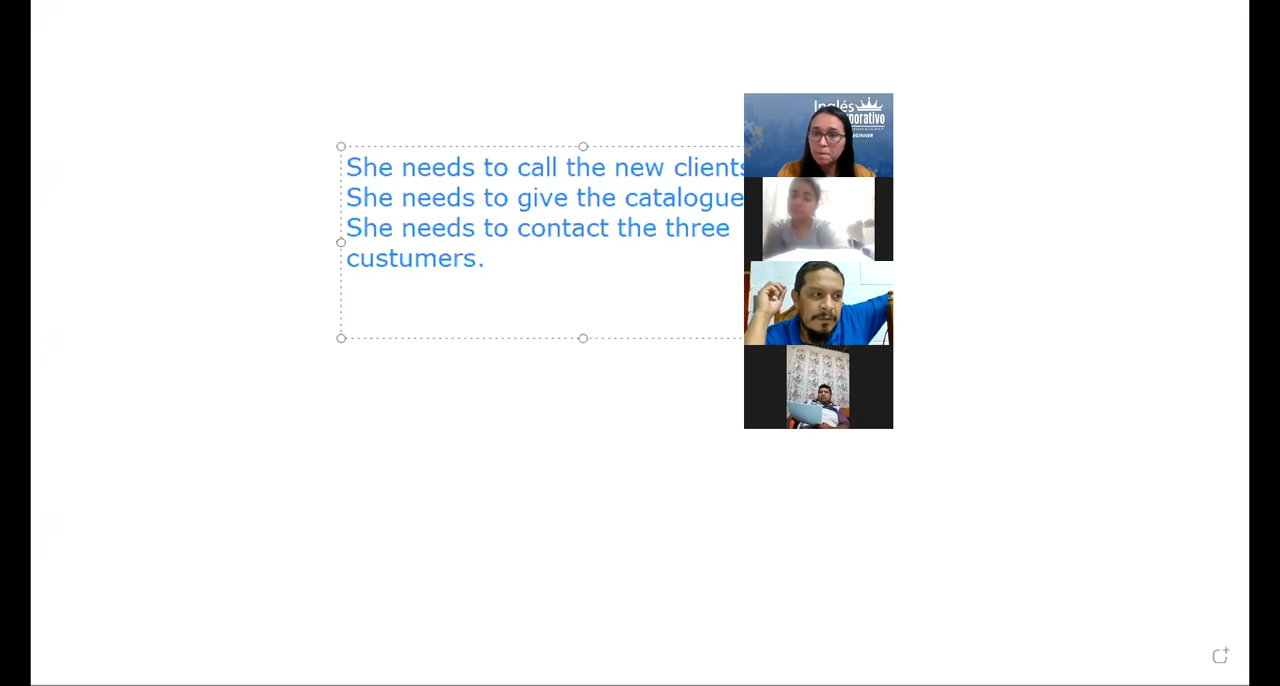 She needs to call the new clients
She needs to give the catalogue
She needs to contact the three
custumers.
Inglés